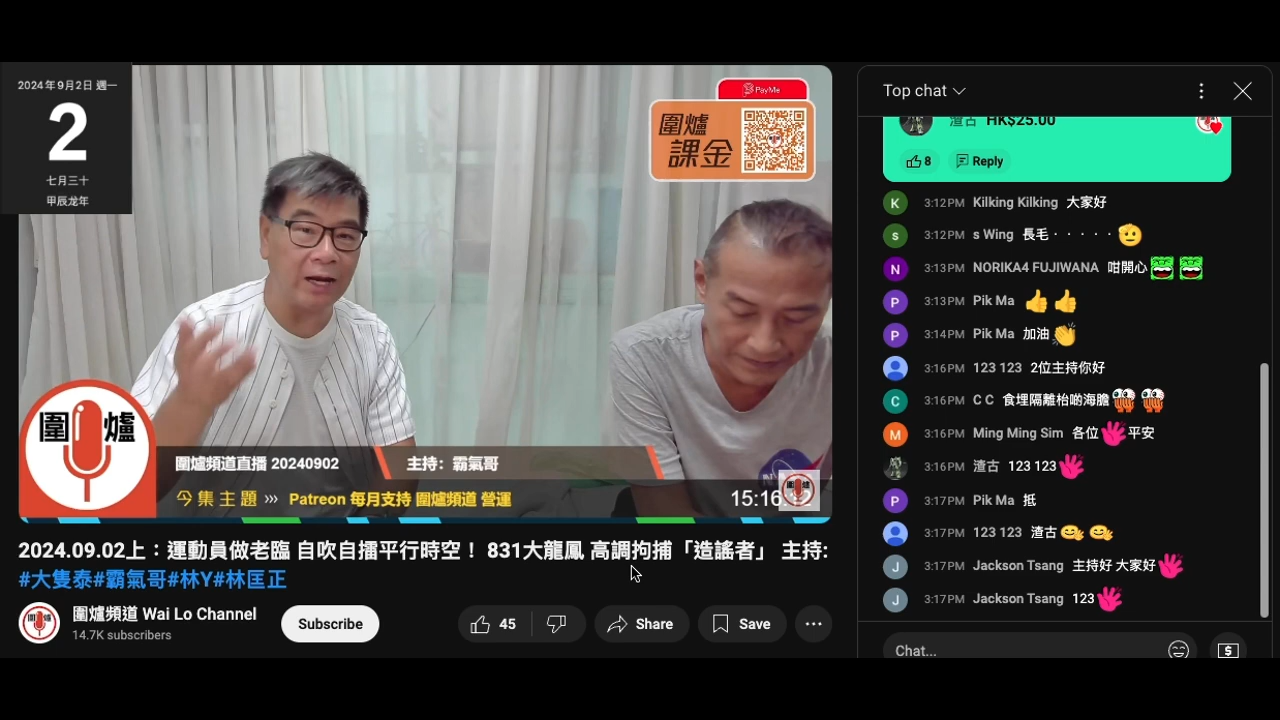 2024年9月2日 週一
2
七月三十
甲辰龙年
PayMe
圍爐
課金
圍爐
圍爐頻道直播 20240902
主持：霸氣哥
今集主題 ››› Patreon 每月支持 圍爐頻道 營運
15:16
2024.09.02上：運動員做老臨 自吹自擂平行時空！ 831大龍鳳 高調拘捕「造謠者」 主持:
#大隻泰#霸氣哥#林Y#林匡正
圍爐頻道 Wai Lo Channel
14.7K subscribers
Subscribe
45
Share
Save
Top chat
渣古 HK$25.00
8
Reply
K 3:12PM Kilking Kilking 大家好
s 3:12PM s Wing 長毛・・・・・🫡
N 3:13PM NORIKA4 FUJIWANA 咁開心
P 3:13PM Pik Ma 👍👍
P 3:14PM Pik Ma 加油👏
3:16PM 123 123 2位主持你好
C 3:16PM C C 食埋隔離枱啲海膽
M 3:16PM Ming Ming Sim 各位👋平安
3:16PM 渣古 123 123👋
P 3:17PM Pik Ma 抵
3:17PM 123 123 渣古
J 3:17PM Jackson Tsang 主持好 大家好👋
J 3:17PM Jackson Tsang 123👋
Chat...
$